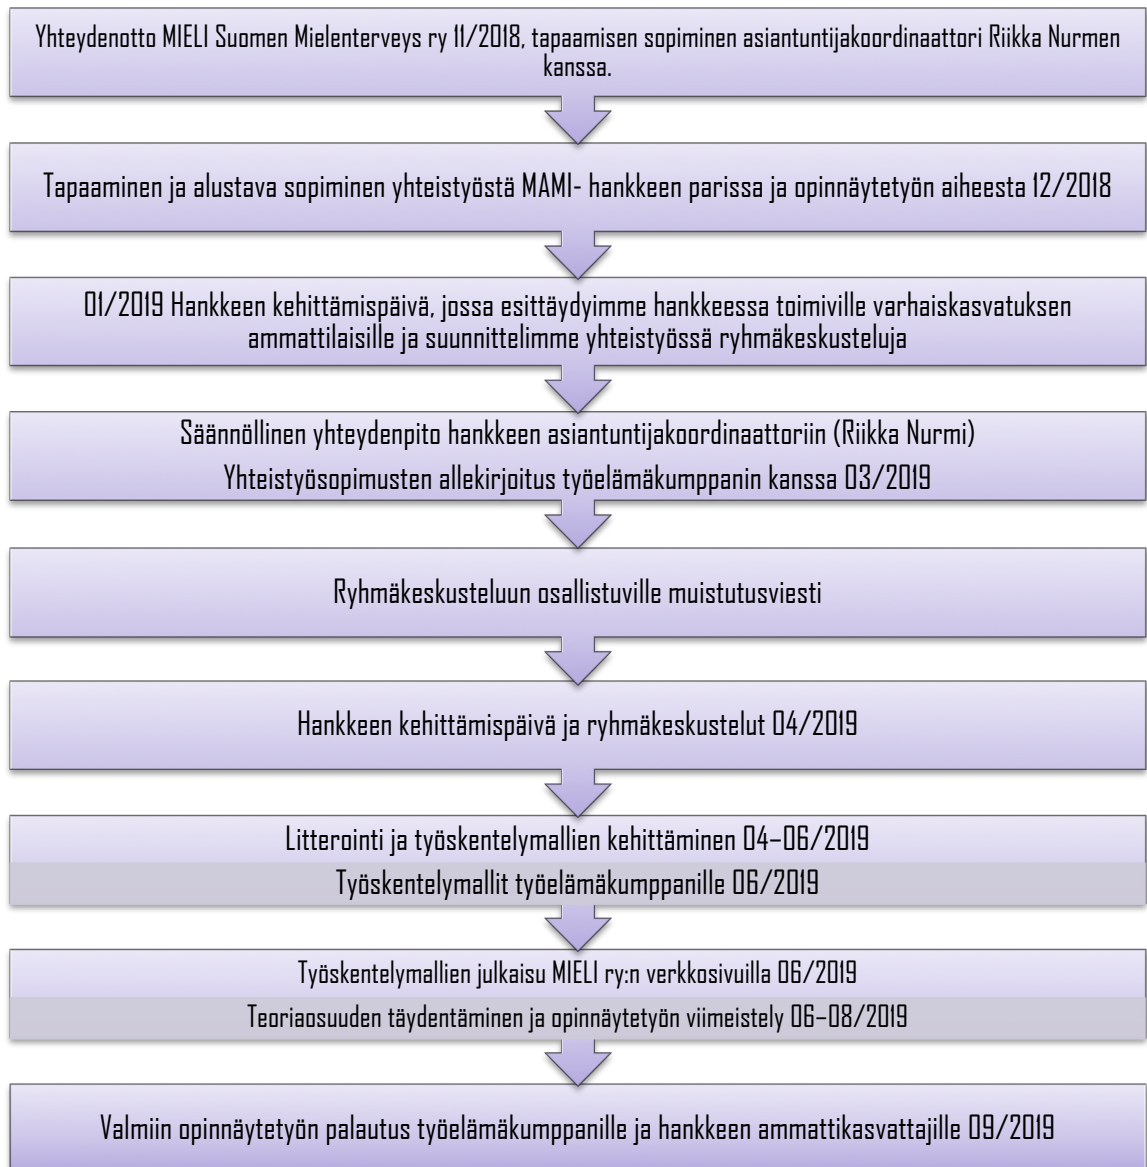 Yhteydenotto MIELI Suomen Mielenterveys ry 11/2018, tapaamisen sopiminen asiantuntijakoordinaattori Riikka Nurmen
kanssa.
Tapaaminen ja alustava sopiminen yhteistyöstä MAMI- hankkeen parissa ja opinnäytetyön aiheesta 12/2018
01/2019 Hankkeen kehittämispäivä, jossa esittäydyimme hankkeessa toimiville varhaiskasvatuksen
ammattilaisille ja suunnittelimme yhteistyössä ryhmäkeskusteluja
Säännöllinen yhteydenpito hankkeen asiantuntijakoordinaattoriin (Riikka Nurmi)
Yhteistyösopimusten allekirjoitus työelämäkumppanin kanssa 03/2019
Ryhmäkeskusteluun osallistuville muistutusviesti
Hankkeen kehittämispäivä ja ryhmäkeskustelut 04/2019
Litterointi ja työskentelymallien kehittäminen 04–06/2019
Työskentelymallit työelämäkumppanille 06/2019
Työskentelymallien julkaisu MIELI ry:n verkkosivuilla 06/2019
Teoriaosuuden täydentäminen ja opinnäytetyön viimeistely 06–08/2019
Valmiin opinnäytetyön palautus työelämäkumppanille ja hankkeen ammattikasvattajille 09/2019